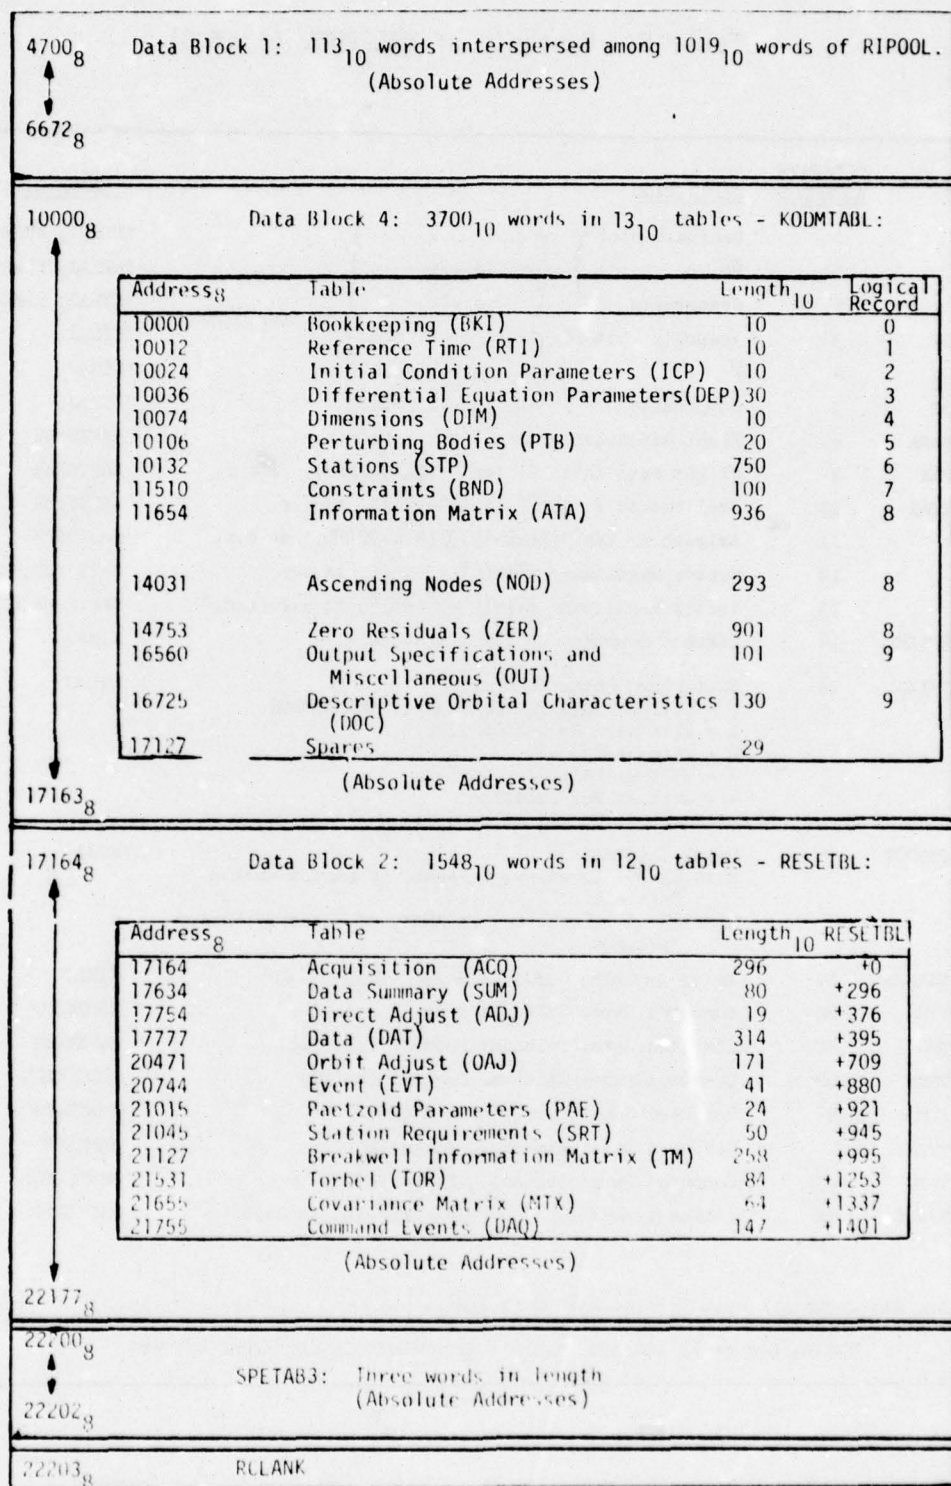 4700₈ Data Block 1: 113₁₀ words interspersed among 1019₁₀ words of RIPOOL.
(Absolute Addresses)
6672₈
10000₈ Data Block 4: 3700₁₀ words in 13₁₀ tables - KODMTABL:
Address₈ Table Length₁₀ Logical Record
10000 Bookkeeping (BKI) 10 0
10012 Reference Time (RTI) 10 1
10024 Initial Condition Parameters (ICP) 10 2
10036 Differential Equation Parameters(DEP) 30 3
10074 Dimensions (DIM) 10 4
10106 Perturbing Bodies (PTB) 20 5
10132 Stations (STP) 750 6
11510 Constraints (BND) 100 7
11654 Information Matrix (ATA) 936 8
14031 Ascending Nodes (NOD) 293 8
14753 Zero Residuals (ZER) 901 8
16560 Output Specifications and 101 9
Miscellaneous (OUT)
16725 Descriptive Orbital Characteristics 130 9
(DOC)
17127 Spares 29
(Absolute Addresses)
17163₈
17164₈ Data Block 2: 1548₁₀ words in 12₁₀ tables - RESETBL:
Address₈ Table Length₁₀ RESETBL
17164 Acquisition (ACQ) 296 +0
17634 Data Summary (SUM) 80 +296
17754 Direct Adjust (ADJ) 19 +376
17777 Data (DAT) 314 +395
20471 Orbit Adjust (OAJ) 171 +709
20744 Event (EVT) 41 +880
21015 Paetzold Parameters (PAE) 24 +921
21045 Station Requirements (SRT) 50 +945
21127 Breakwell Information Matrix (TM) 258 +995
21531 Torbel (TOR) 84 +1253
21655 Covariance Matrix (MTX) 64 +1337
21755 Command Events (DAQ) 147 +1401
(Absolute Addresses)
22177₈
22200₈
SPETAB3: Three words in length
(Absolute Addresses)
22202₈
22203₈ RCLANK